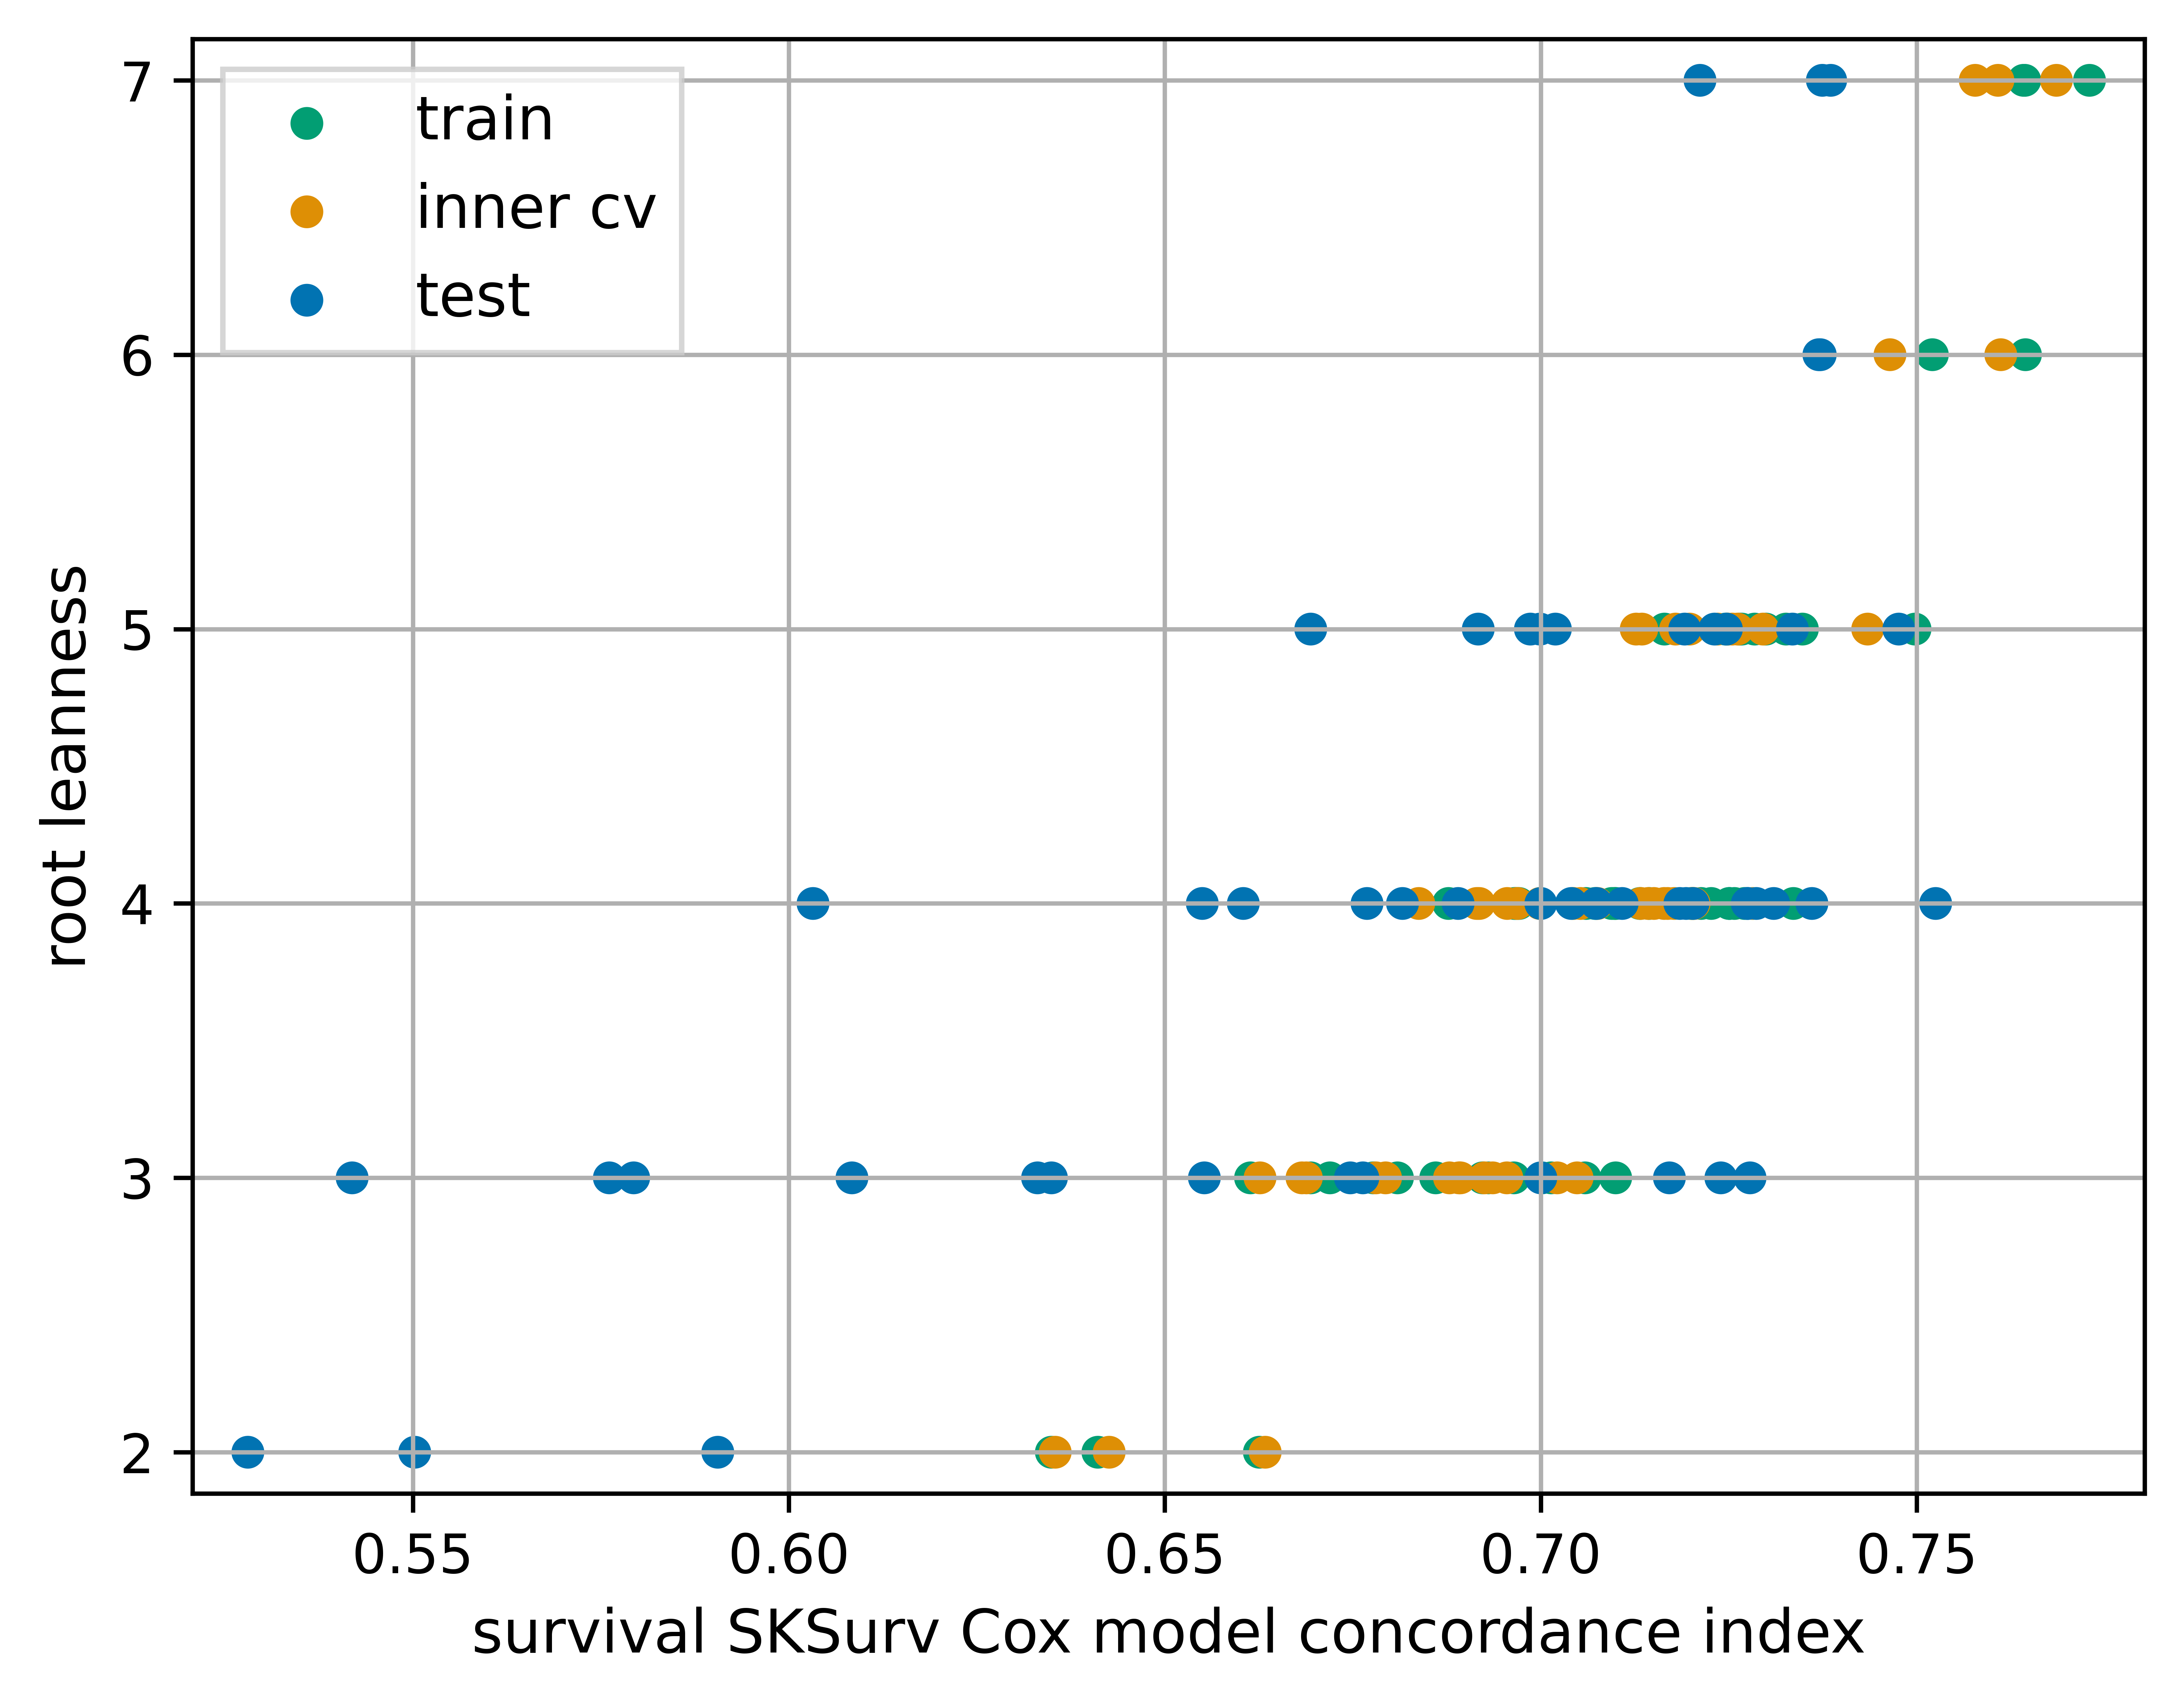 7
6
5
4
3
2
root leanness
train
inner cv
test
0.55 0.60 0.65 0.70 0.75
survival SKSurv Cox model concordance index